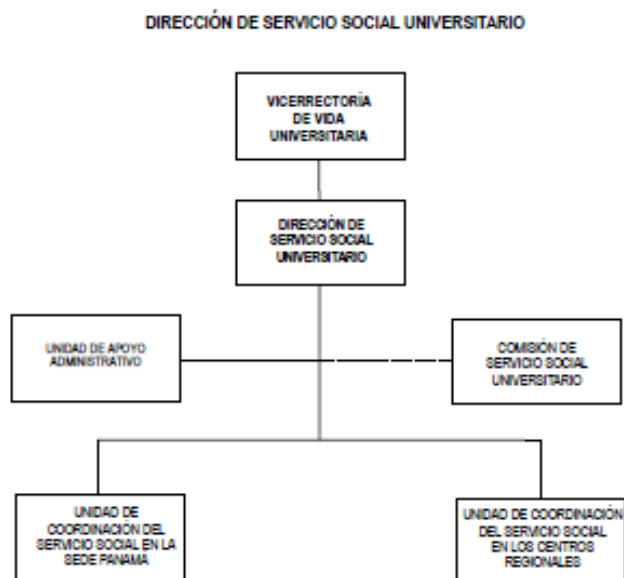 DIRECCIÓN DE SERVICIO SOCIAL UNIVERSITARIO
VICERRECTORÍA
DE VIDA
UNIVERSITARIA
DIRECCIÓN DE
SERVICIO SOCIAL
UNIVERSITARIO
UNIDAD DE APOYO
ADMINISTRATIVO
COMISIÓN DE
SERVICIO SOCIAL
UNIVERSITARIO
UNIDAD DE
COORDINACIÓN DEL
SERVICIO SOCIAL EN LA
SEDE PANAMA
UNIDAD DE COORDINACIÓN
DEL SERVICIO SOCIAL
EN LOS CENTROS
REGIONALES